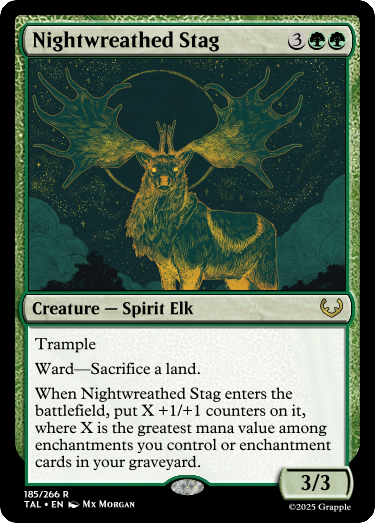 Nightwreathed Stag 3
Creature — Spirit Elk
Trample
Ward—Sacrifice a land.
When Nightwreathed Stag enters the
battlefield, put X +1/+1 counters on it,
where X is the greatest mana value among
enchantments you control or enchantment
cards in your graveyard.
3/3
185/266 R
TAL • EN Mx Morgan
©2025 Grapple